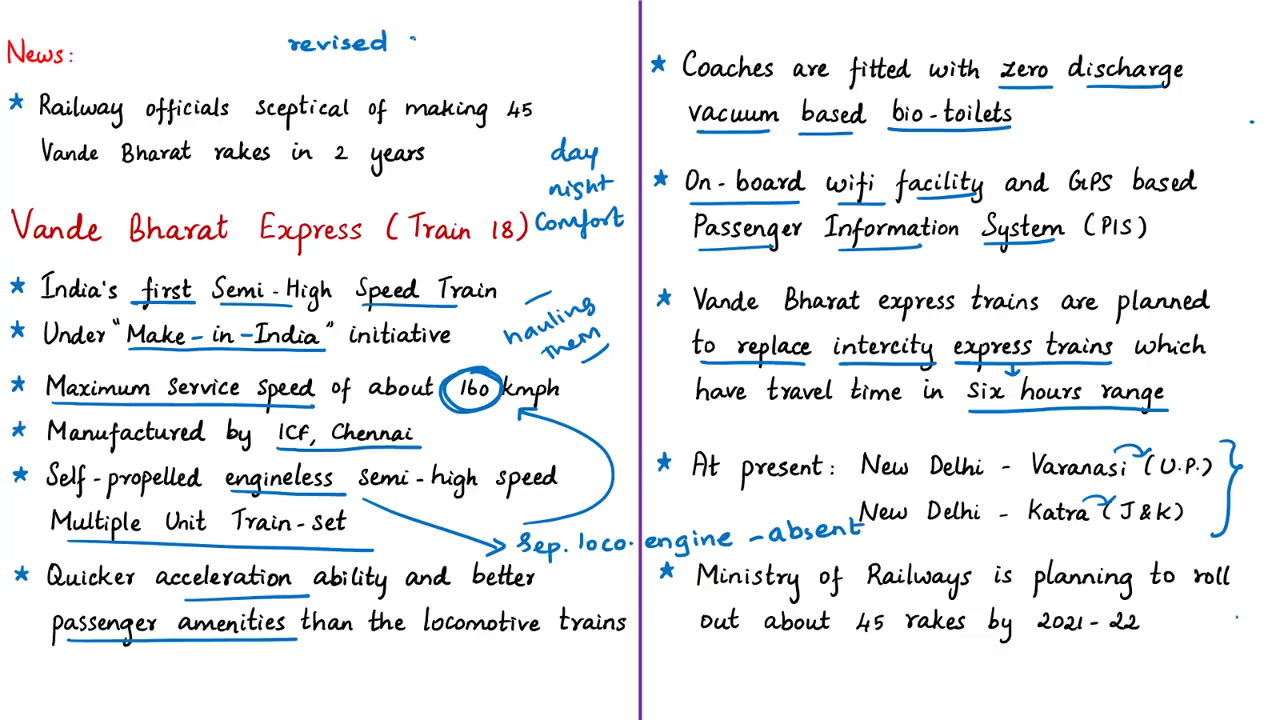 revised
News:
* Railway officials sceptical of making 45
Vande Bharat rakes in 2 years
day
night
comfort
Vande Bharat Express (Train 18)
* India's first Semi-High Speed Train
* Under "Make-in-India" initiative
hauling
them
* Maximum service speed of about 160 kmph
* Manufactured by ICF, Chennai
* Self-propelled engineless semi-high speed
Multiple Unit Train-set
Sep. loco. engine - absent
* Quicker acceleration ability and better
passenger amenities than the locomotive trains
* Coaches are fitted with zero discharge
vacuum based bio-toilets
* On-board wifi facility and GPS based
Passenger Information System (PIS)
* Vande Bharat express trains are planned
to replace intercity express trains which
have travel time in six hours range
* At present: New Delhi - Varanasi (U.P.)
New Delhi - Katra (J&K)
* Ministry of Railways is planning to roll
out about 45 rakes by 2021-22